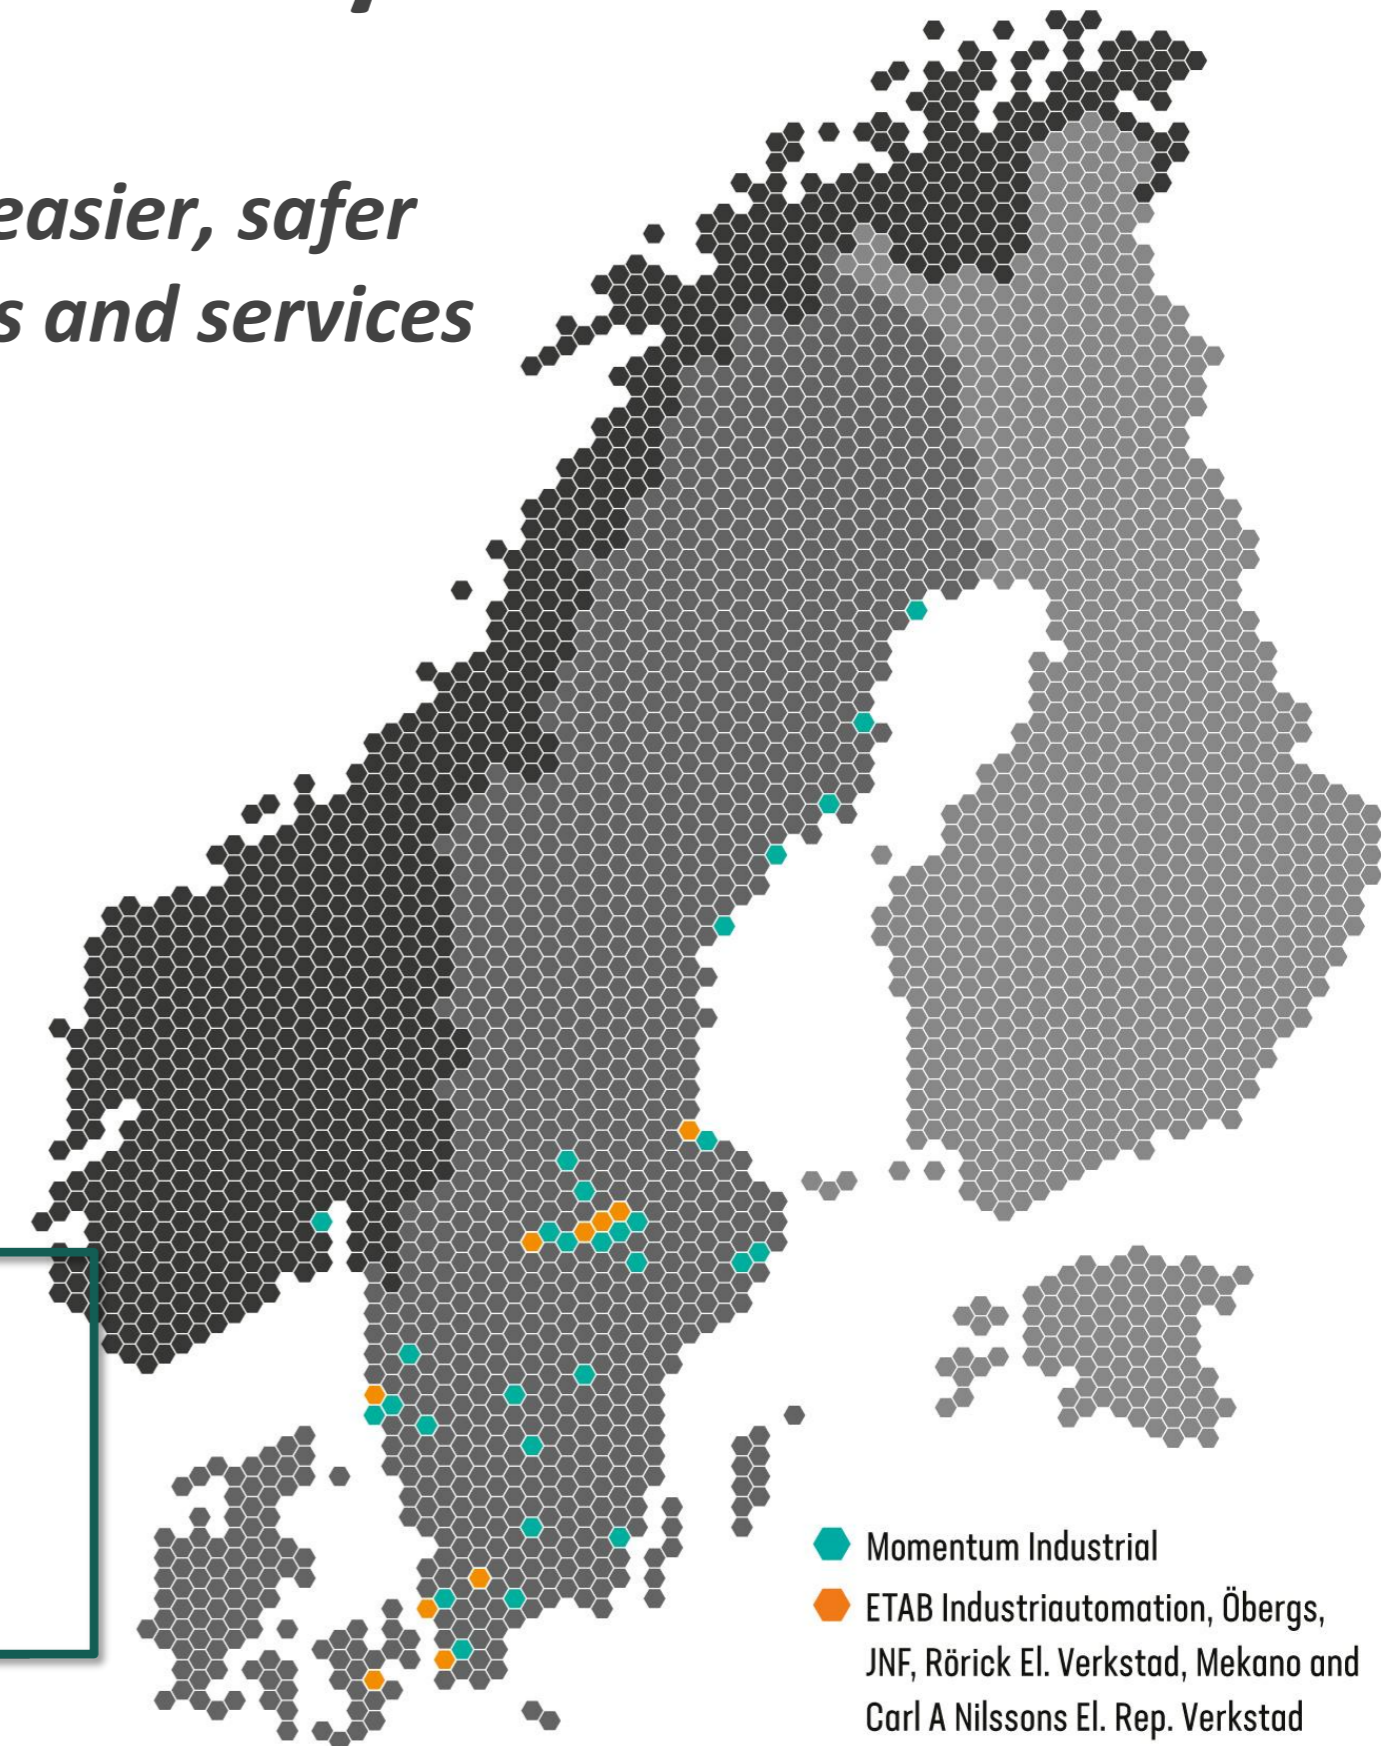 easier, safer
s and services
Momentum Industrial
ETAB Industriautomation, Öbergs,
JNF, Rörick El. Verkstad, Mekano and
Carl A Nilssons El. Rep. Verkstad